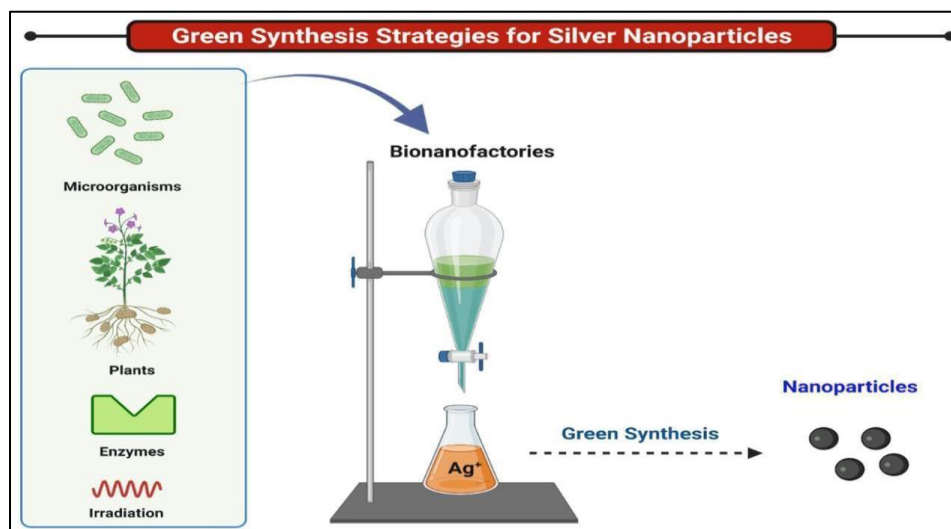 Green Synthesis Strategies for Silver Nanoparticles
Microorganisms
Plants
Enzymes
Irradiation
Bionanofactories
Ag⁺
Green Synthesis
Nanoparticles